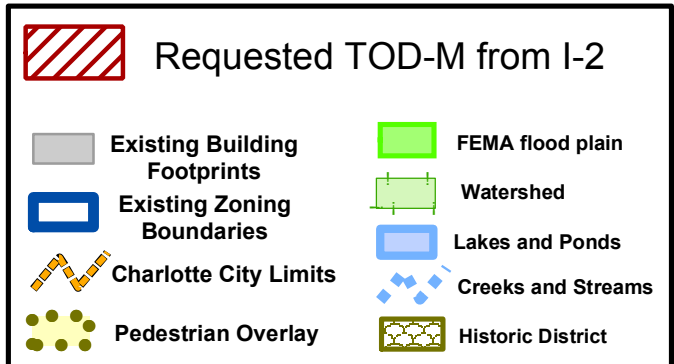 Requested TOD-M from I-2
Existing Building
Footprints
Existing Zoning
Boundaries
Charlotte City Limits
Pedestrian Overlay
FEMA flood plain
Watershed
Lakes and Ponds
Creeks and Streams
Historic District